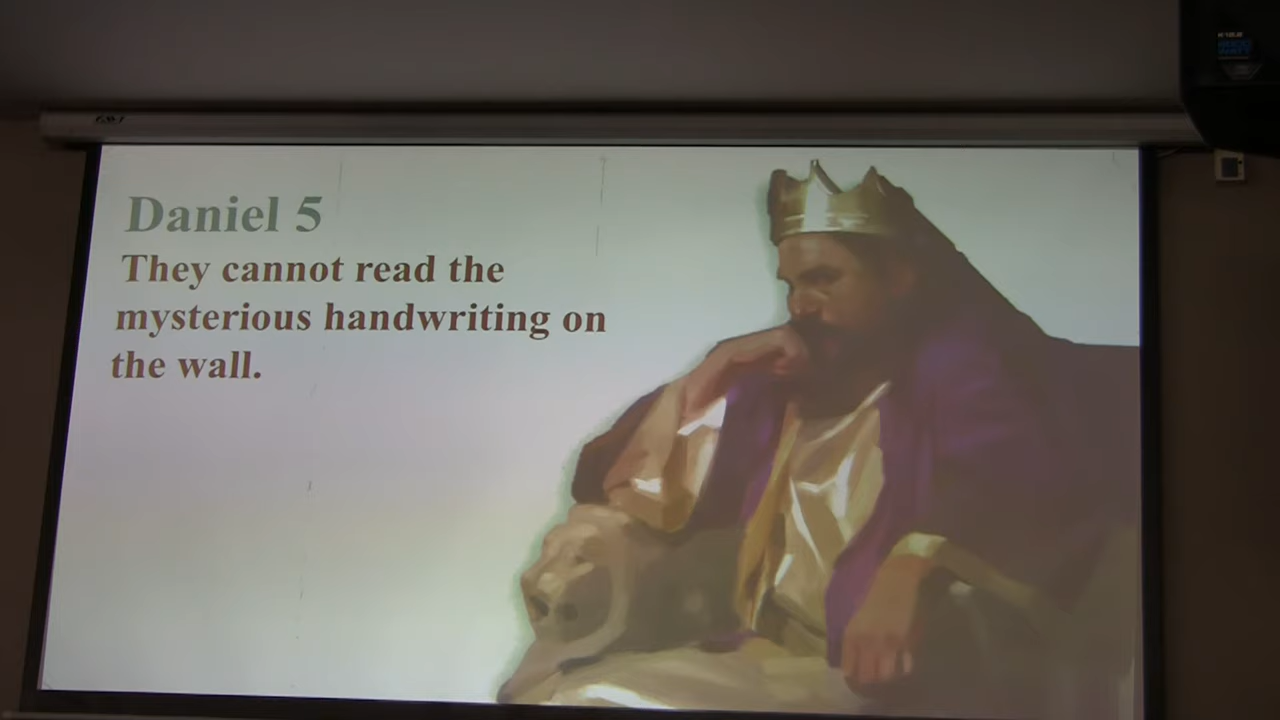 Daniel 5
They cannot read the
mysterious handwriting on
the wall.